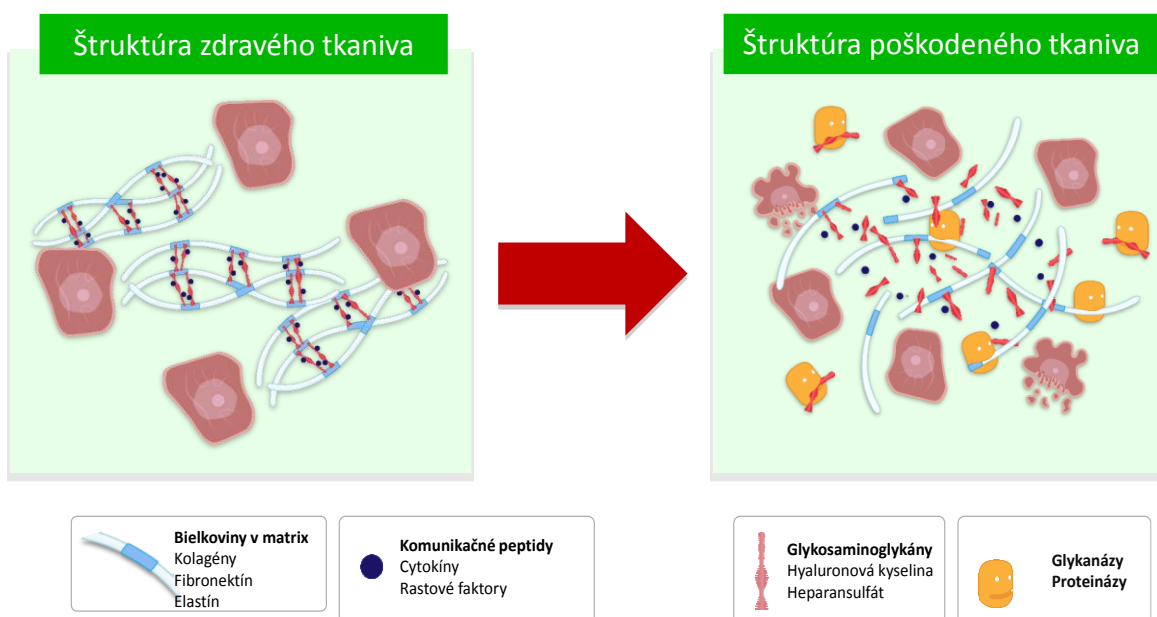 Štruktúra zdravého tkaniva
Štruktúra poškodeného tkaniva
Bielkoviny v matrix
Kolagény
Fibronektín
Elastín
Komunikačné peptidy
Cytokíny
Rastové faktory
Glykosaminoglykány
Hyaluronová kyselina
Heparansulfát
Glykanázy
Proteinázy